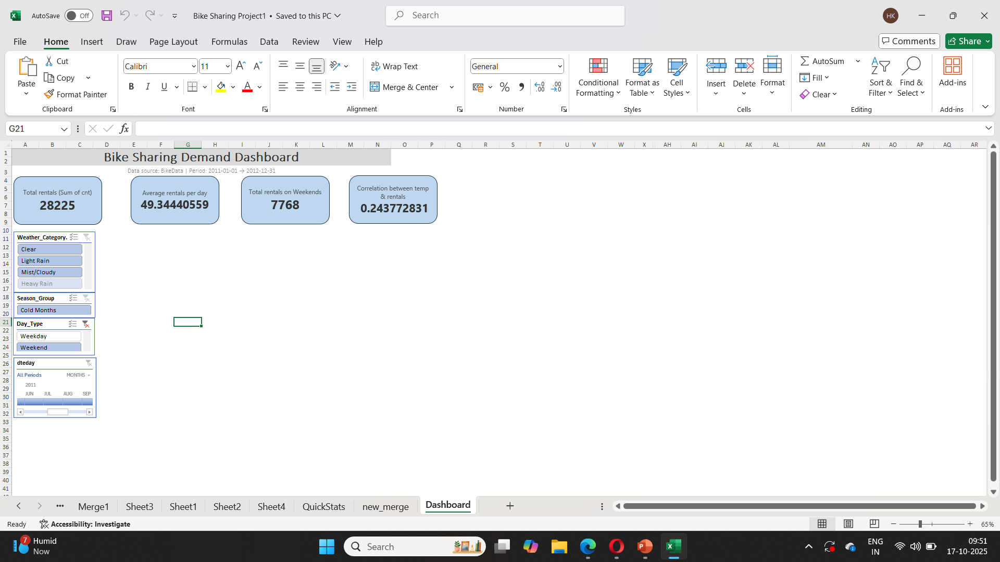 AutoSave Off Bike Sharing Project1 • Saved to this PC Search HK
File Home Insert Draw Page Layout Formulas Data Review View Help Comments Share
Paste Cut Copy Format Painter Clipboard
Calibri 11 B I U A Font
ab Wrap Text Merge & Center Alignment
General % Number
Conditional Formatting Format as Table Cell Styles Styles
Insert Delete Format Cells
AutoSum Fill Clear Sort & Filter Find & Select Editing
Add-ins Add-ins
G21 fx
A B C D E F G H I J K L M N O P Q R S T U V W X AH AI AJ AK AL AM AN AO AP AQ AR
1 2 3 4 5 6 7 8 9 10 11 12 13 14 15 16 17 18 19 20 21 22 23 24 25 26 27 28 29 30 31 32 33 34 35 36 37 38 39 40 41
Bike Sharing Demand Dashboard
Data source: BikeData | Period: 2011-01-01 → 2012-12-31
Total rentals (Sum of cnt)
28225
Average rentals per day
49.34440559
Total rentals on Weekends
7768
Correlation between temp
& rentals
0.243772831
Weather_Category.
Clear
Light Rain
Mist/Cloudy
Heavy Rain
Season_Group
Cold Months
Day_Type
Weekday
Weekend
dteday
All Periods MONTHS
2011
JUN JUL AUG SEP
••• Merge1 Sheet3 Sheet1 Sheet2 Sheet4 QuickStats new_merge Dashboard +
Ready Accessibility: Investigate 65%
7 Humid
Now
Search
ENG
IN
09:51
17-10-2025